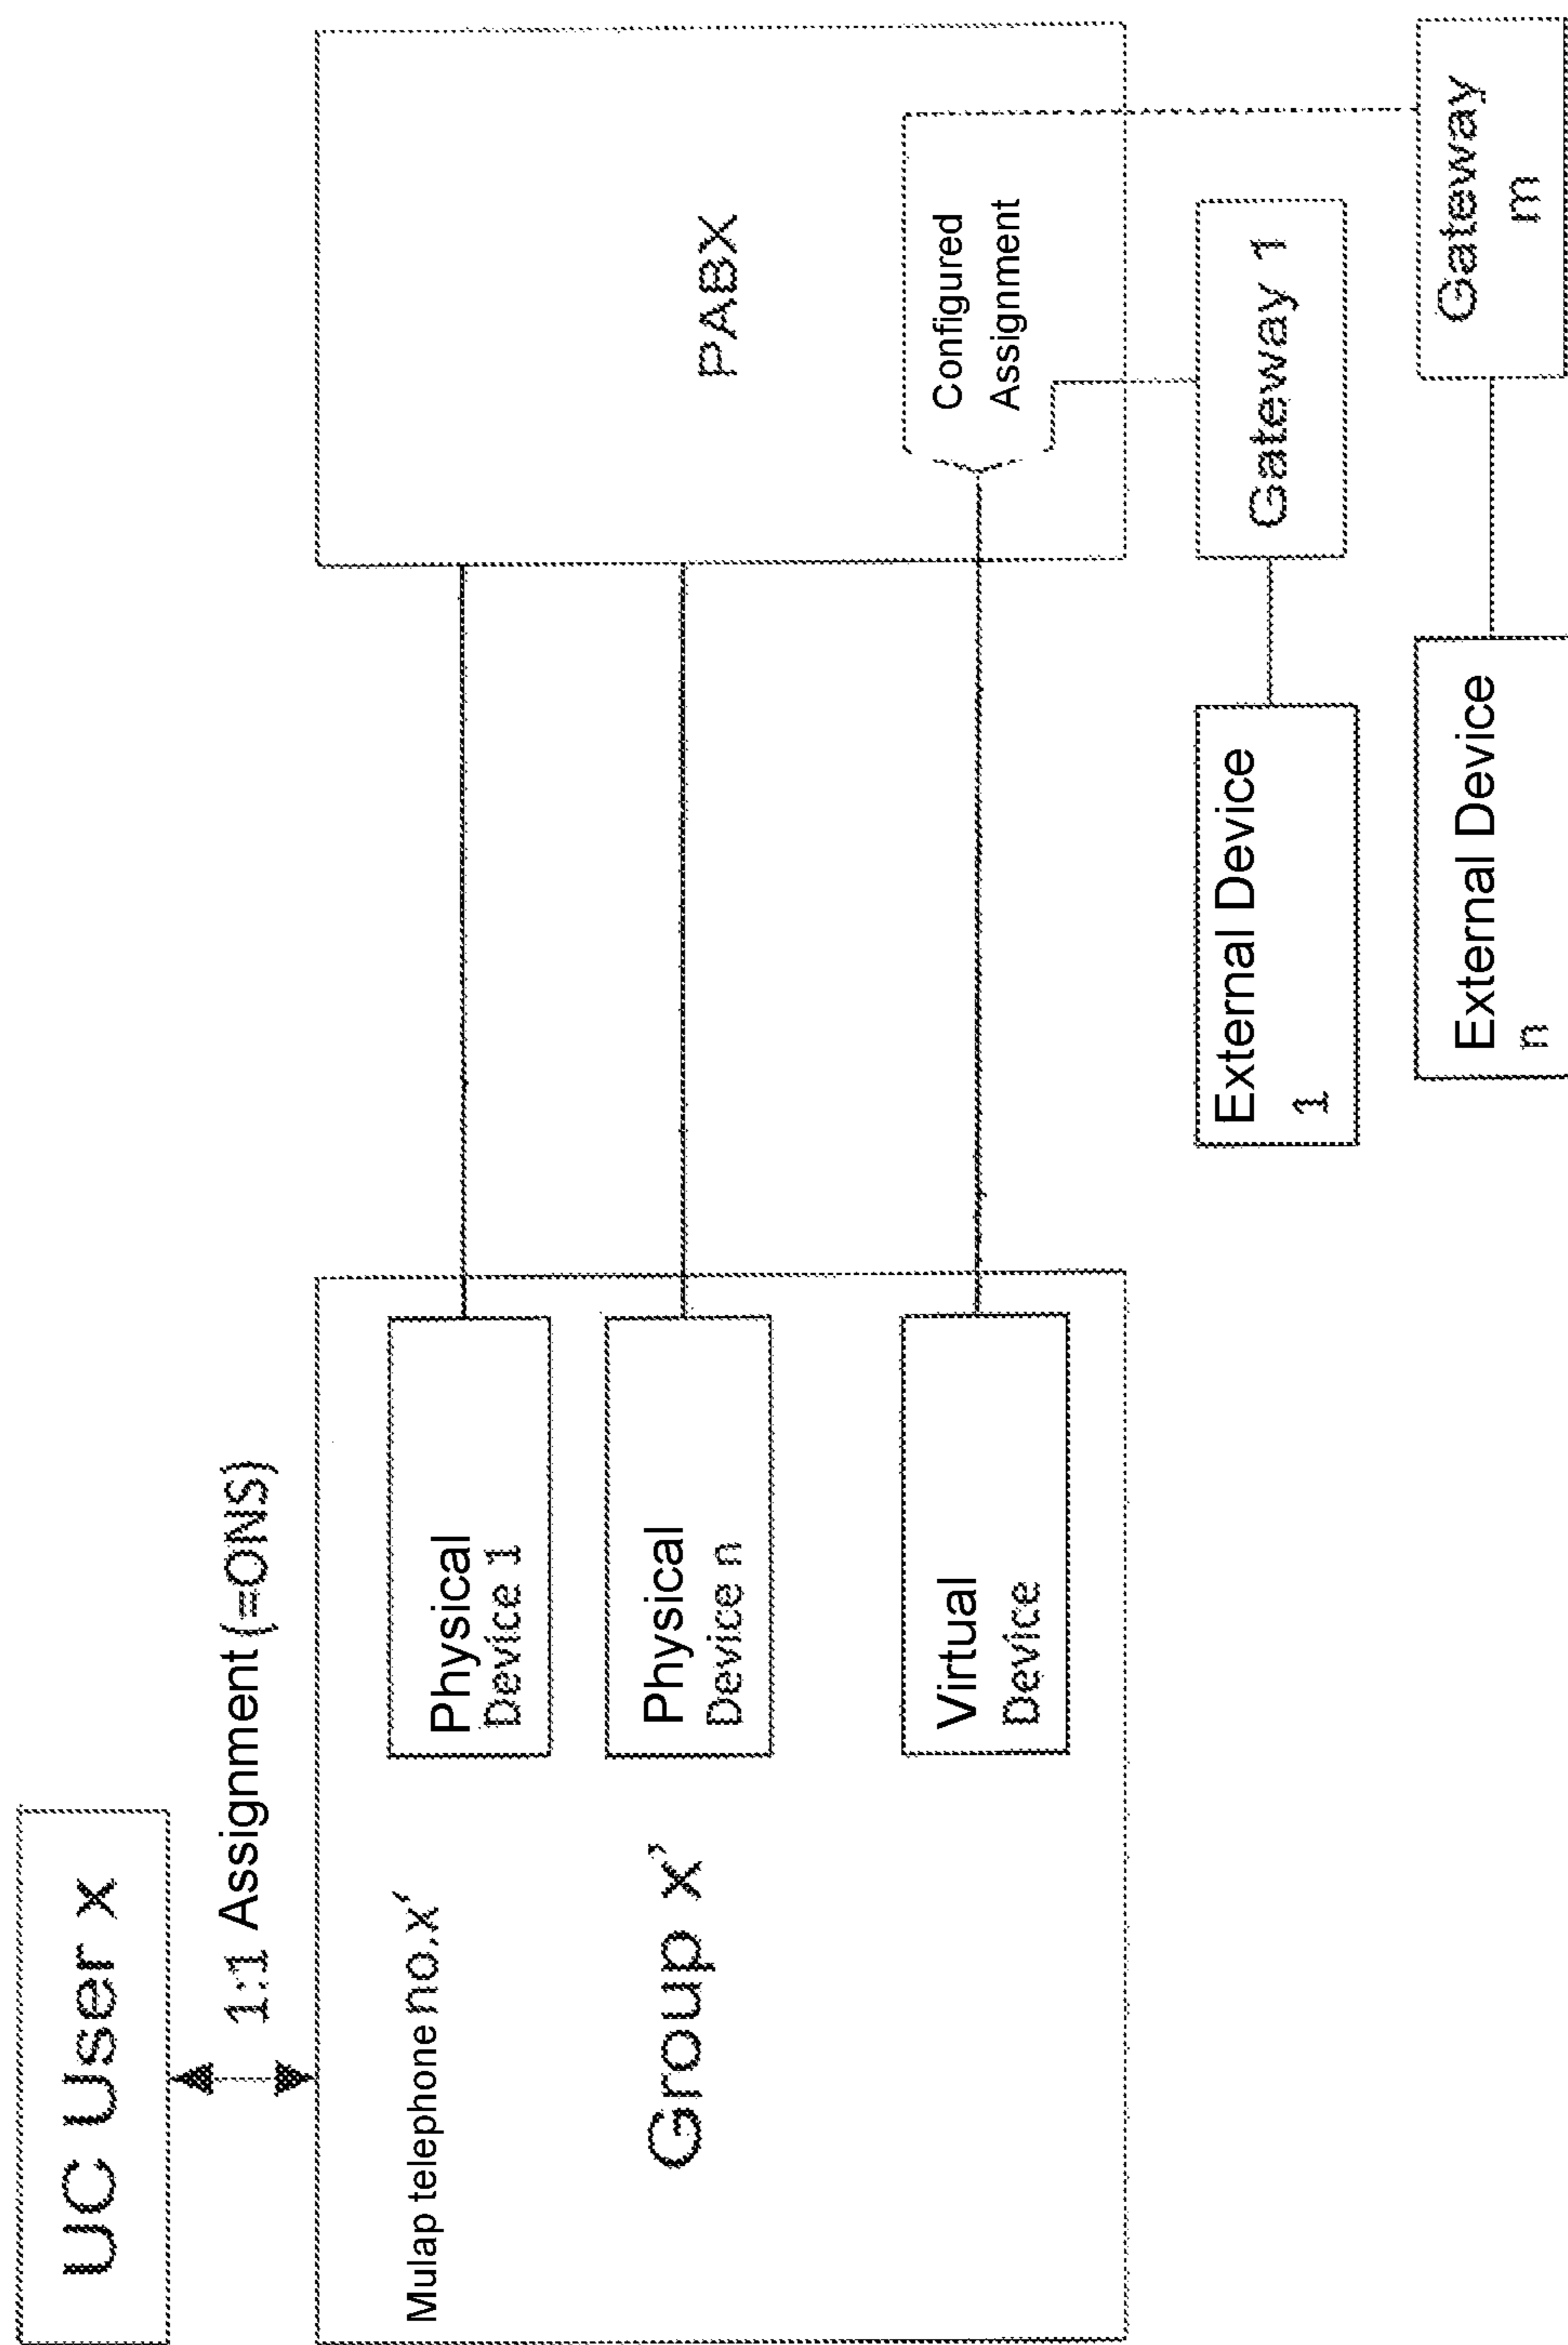 UC User x
1:1 Assignment (=ONS)
Mulap telephone no.x'
Group x'
Physical
Device 1
Physical
Device n
Virtual
Device
PABX
Configured
Assignment
External Device
1
Gateway 1
External Device
n
Gateway
m